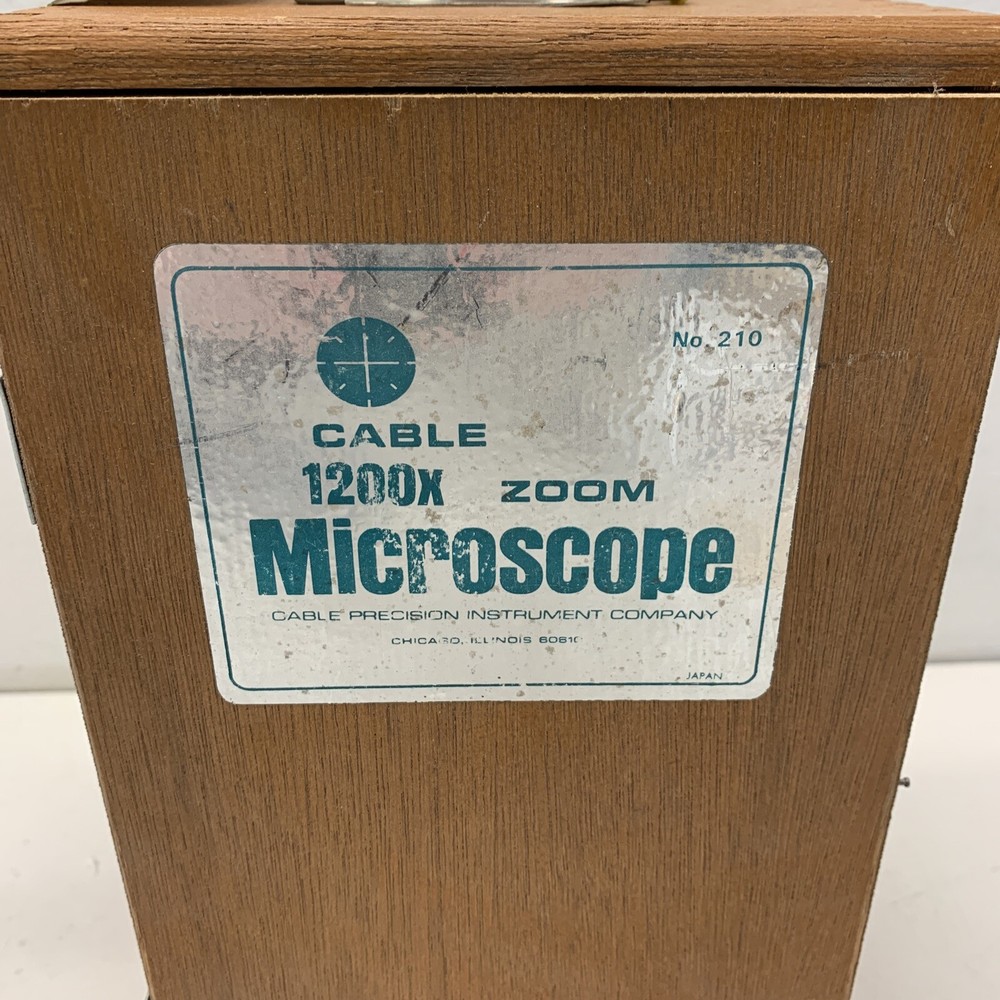 No. 210
CABLE
1200X ZOOM
Microscope
CABLE PRECISION INSTRUMENT COMPANY
CHICAGO, ILLINOIS 60610
JAPAN